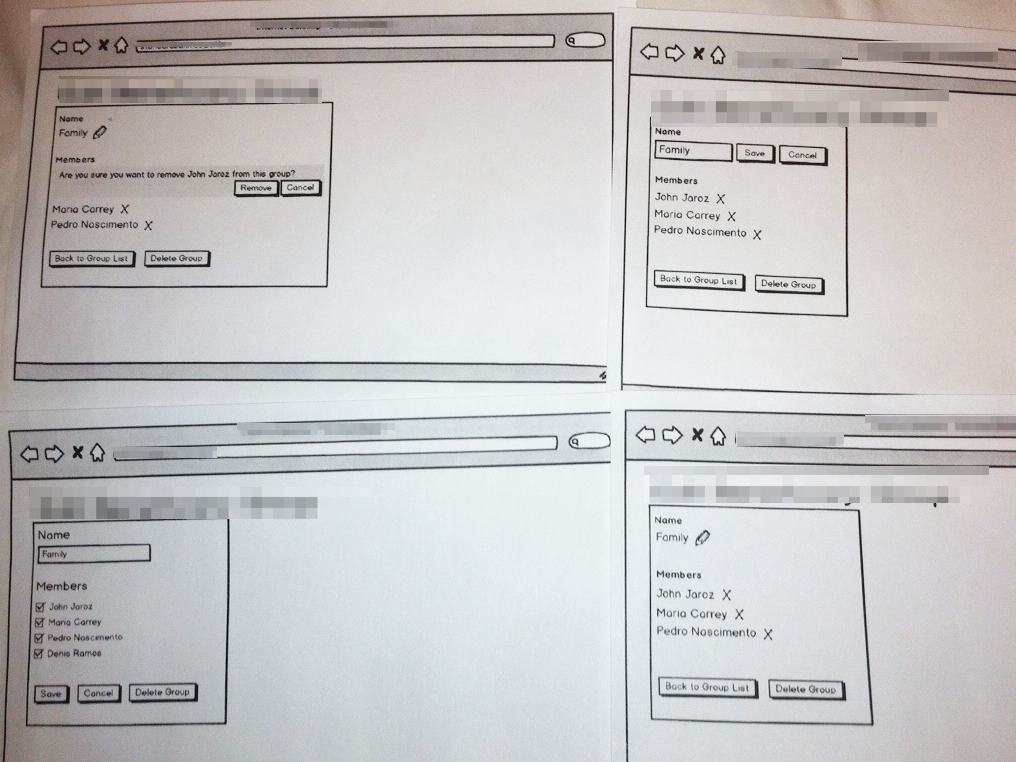 Name
Family
Members
Are you sure you want to remove John Jaroz from this group?
Remove Cancel
Maria Carrey X
Pedro Nascimento X
Back to Group List Delete Group
Name
Family Save Cancel
Members
John Jaroz X
Maria Carrey X
Pedro Nascimento X
Back to Group List Delete Group
Name
Family
Members
John Jaroz
Maria Carrey
Pedro Nascimento
Denis Ramos
Save Cancel Delete Group
Name
Family
Members
John Jaroz X
Maria Carrey X
Pedro Nascimento X
Back to Group List Delete Group